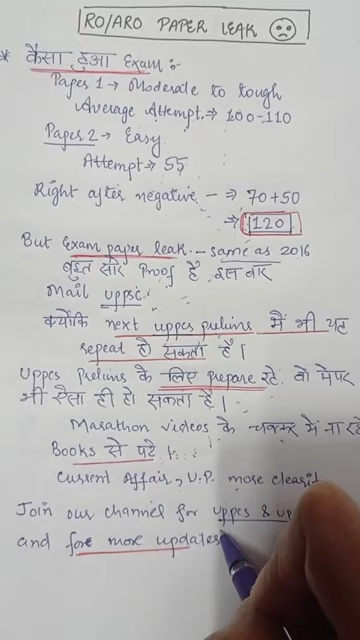 RO/ARO PAPER LEAK
* कैसा हुआ Exam :-
Paper 1 → Moderate to tough
Average Attempt ⇒ 100-110
Paper 2 → Easy
Attempt → 55
Right after negative - ⇒ 70+50
⇒ 120
But Exam paper leak - same as 2016
बहुत सारे Proof हैं इस बार
Mail uppsc.
क्योंकि next uppcs prelims में भी यह
repeat हो सकता है।
Uppcs Prelims के लिए prepare रहे, वो पेपर
भी ऐसा ही हो सकता है।
Marathon videos के चक्कर में ना
Books से पढ़े
Current Affair, U.P. more
Join our channel for uppcs &
and for more updates